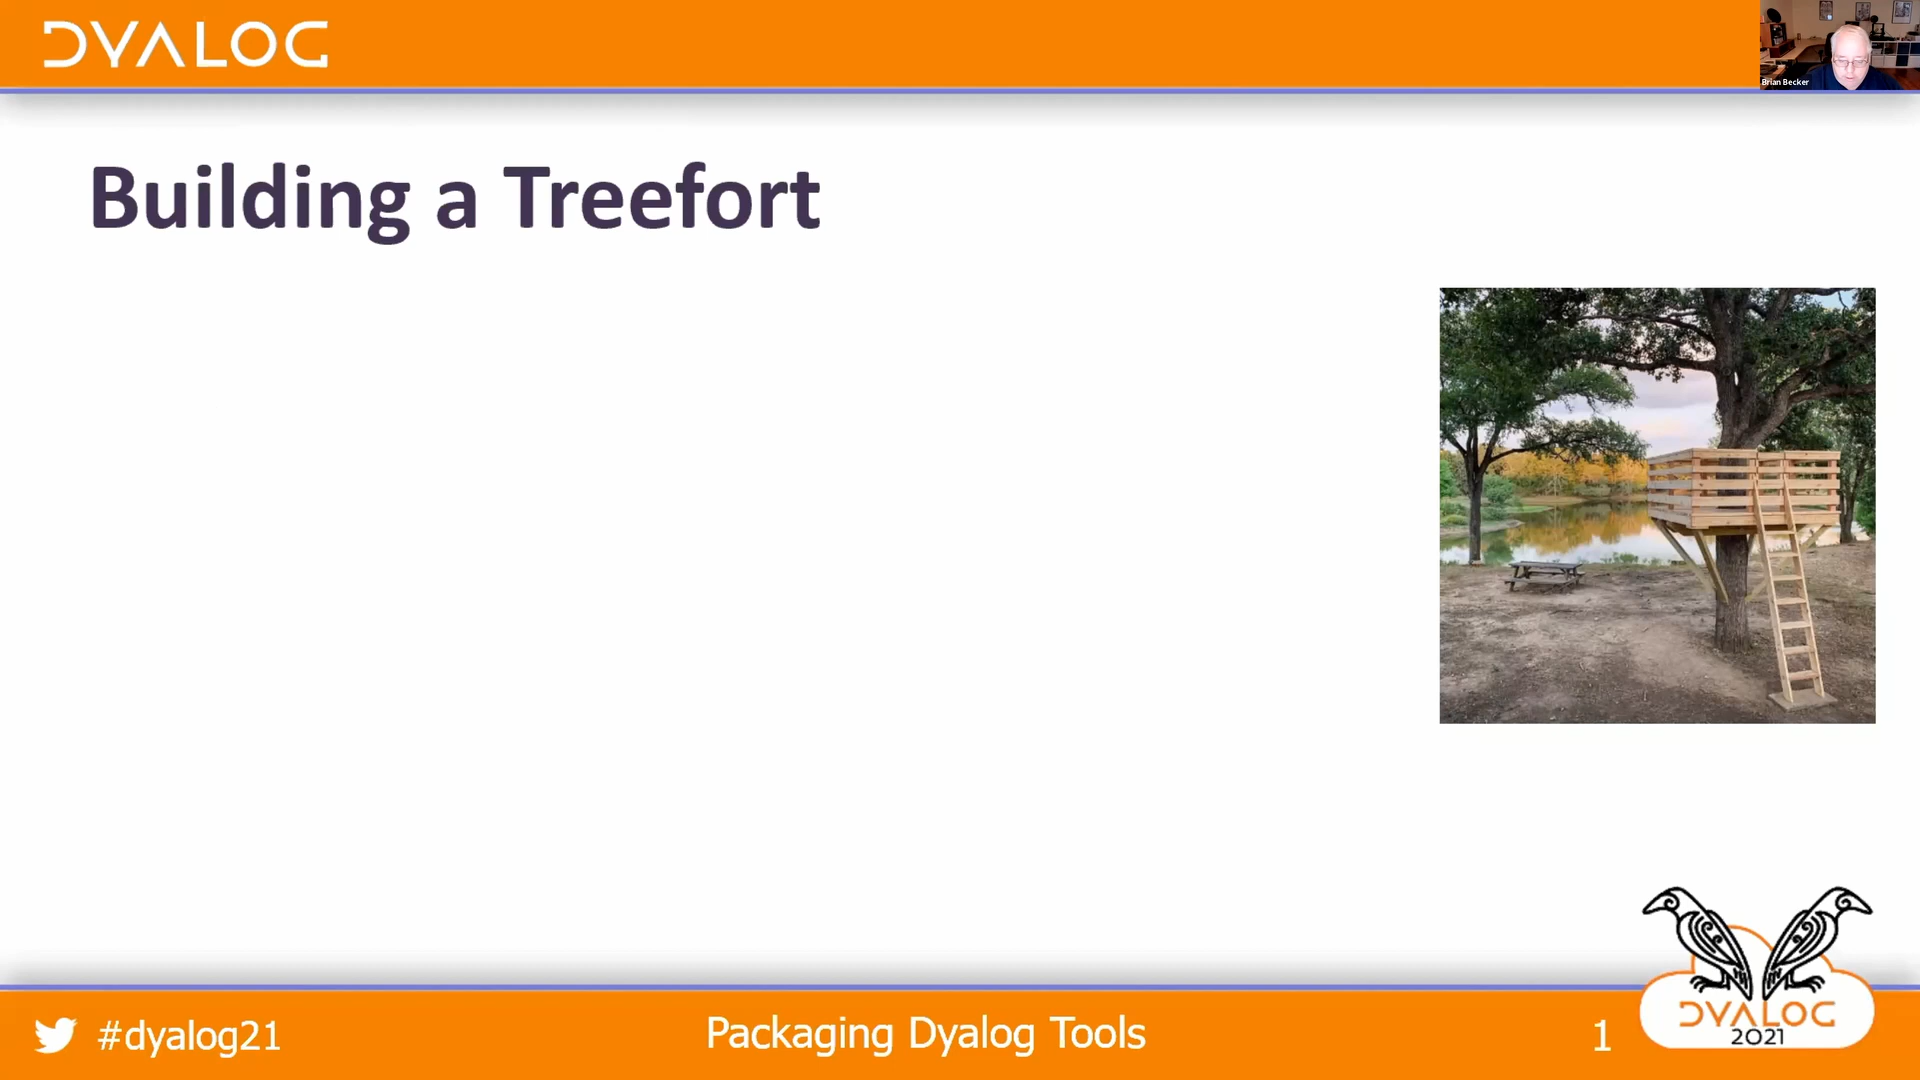 DYALOG
Brian Becker
Building a Treefort
#dyalog21
Packaging Dyalog Tools
1
DYALOG
2021